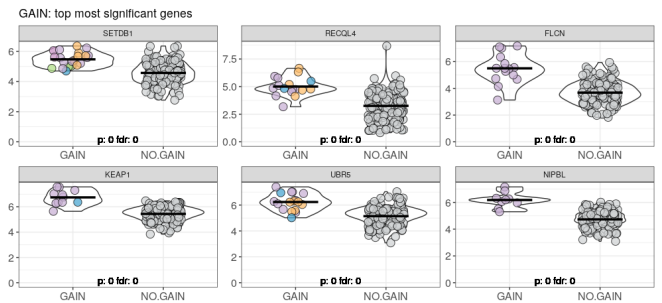 GAIN: top most significant genes
SETDB1
RECQL4
FLCN
6
4
2
0
7.5
5.0
2.5
0.0
6
4
2
0
p: 0 fdr: 0
p: 0 fdr: 0
p: 0 fdr: 0
GAIN NO.GAIN
GAIN NO.GAIN
GAIN NO.GAIN
KEAP1
UBR5
NIPBL
6
4
2
0
6
4
2
0
6
4
2
0
p: 0 fdr: 0
p: 0 fdr: 0
p: 0 fdr: 0
GAIN NO.GAIN
GAIN NO.GAIN
GAIN NO.GAIN